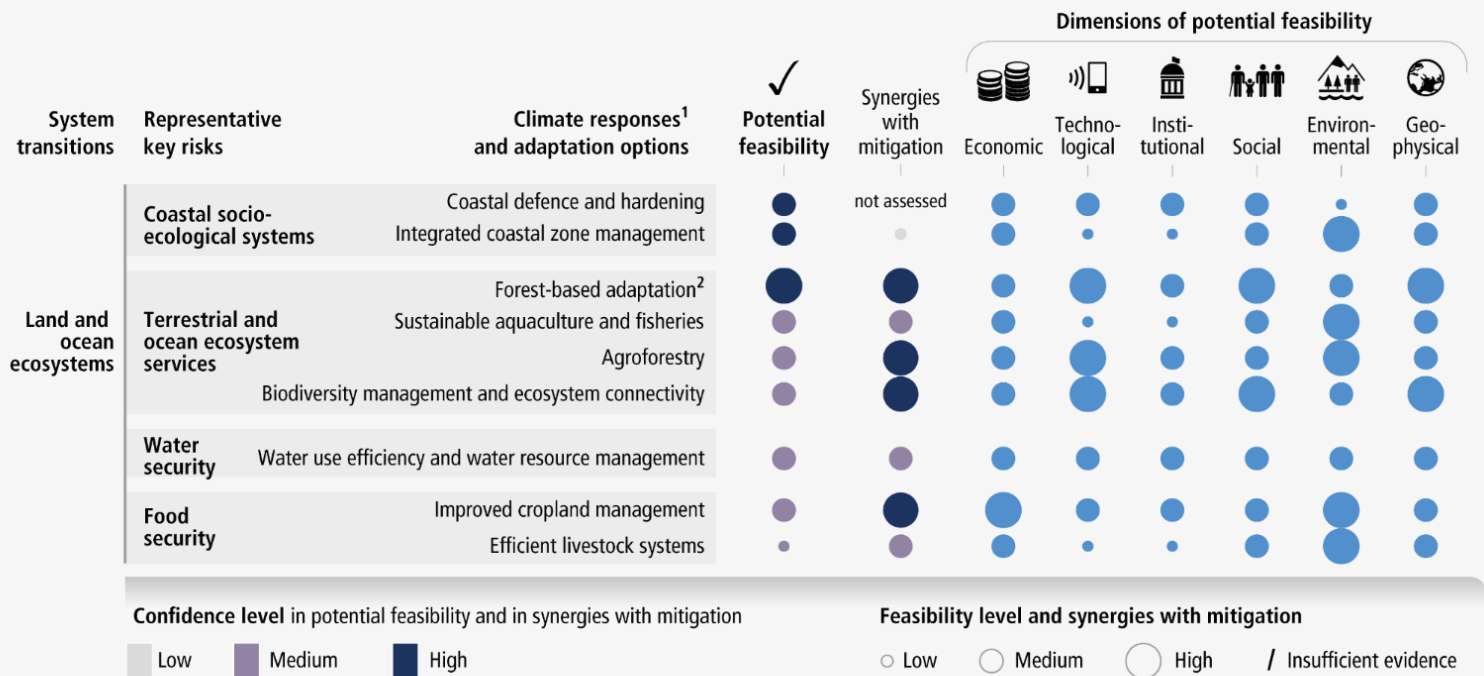 Dimensions of potential feasibility
System transitions
Representative key risks
Climate responses1 and adaptation options
Potential feasibility
Synergies with mitigation
Economic
Techno-logical
Insti-tutional
Social
Environ-mental
Geo-physical
Land and ocean ecosystems
Coastal socio-ecological systems
Coastal defence and hardening
not assessed
Integrated coastal zone management
Terrestrial and ocean ecosystem services
Forest-based adaptation2
Sustainable aquaculture and fisheries
Agroforestry
Biodiversity management and ecosystem connectivity
Water security
Water use efficiency and water resource management
Food security
Improved cropland management
Efficient livestock systems
Confidence level in potential feasibility and in synergies with mitigation
Low
Medium
High
Feasibility level and synergies with mitigation
Low
Medium
High
/ Insufficient evidence